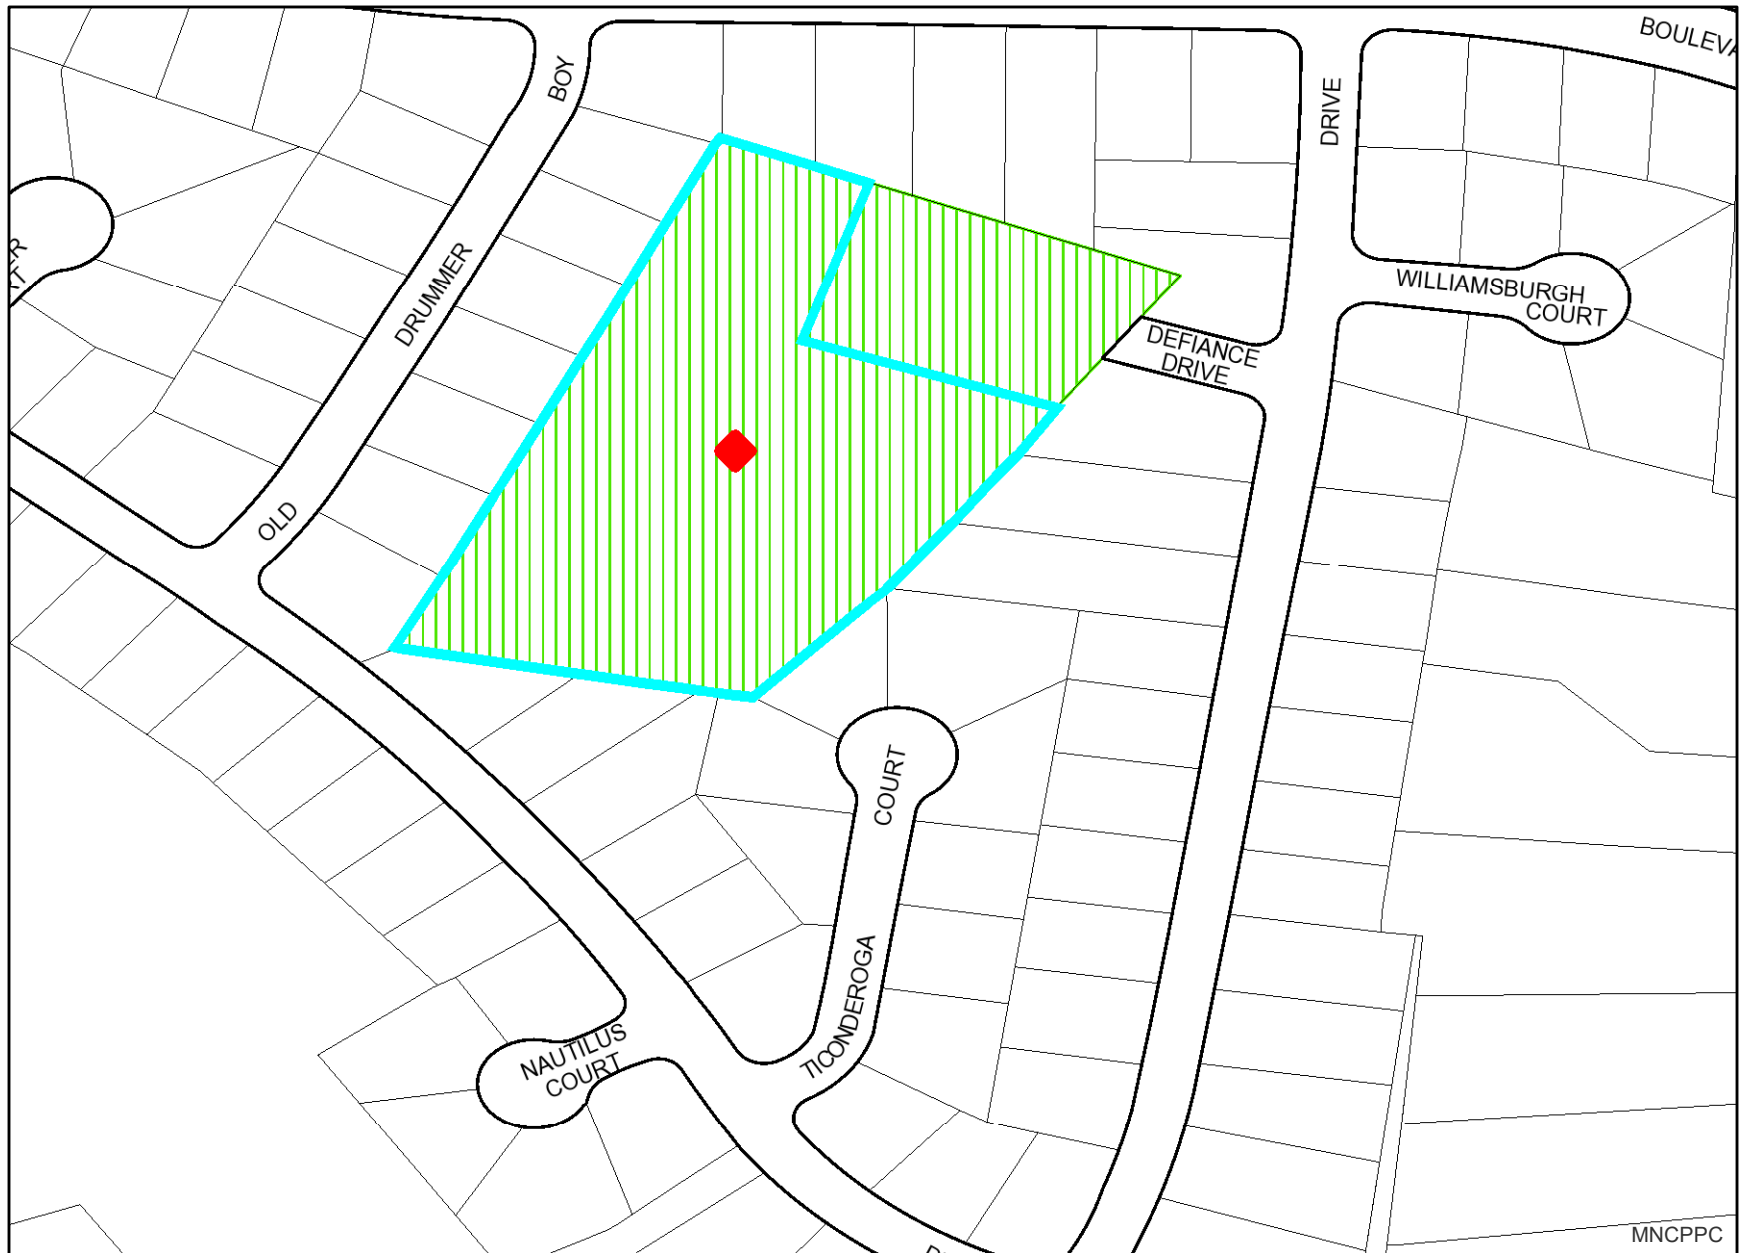 BOULEVA
BOY
DRIVE
DRUMMER
WILLIAMSBURGH
COURT
DEFIANCE
DRIVE
OLD
COURT
TICONDEROGA
NAUTILUS
COURT
MNCPPC